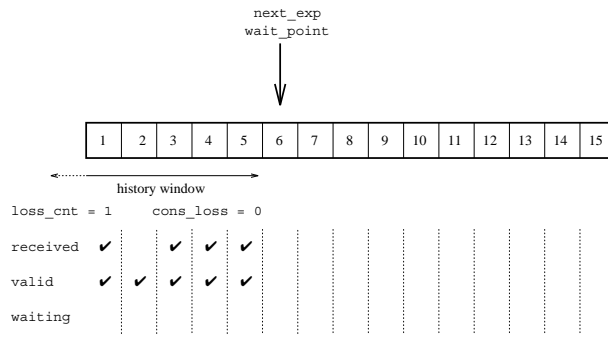 next_exp
wait_point
1 2 3 4 5 6 7 8 9 10 11 12 13 14 15
history window
loss_cnt = 1 cons_loss = 0
received ✔ ✔ ✔ ✔
valid ✔ ✔ ✔ ✔ ✔
waiting